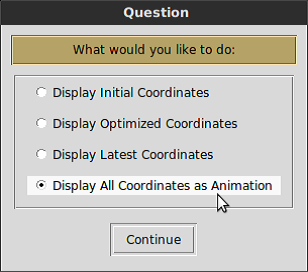 Question
What would you like to do:
Display Initial Coordinates
Display Optimized Coordinates
Display Latest Coordinates
Display All Coordinates as Animation
Continue